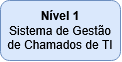 Nível 1
Sistema de Gestão
de Chamados de TI